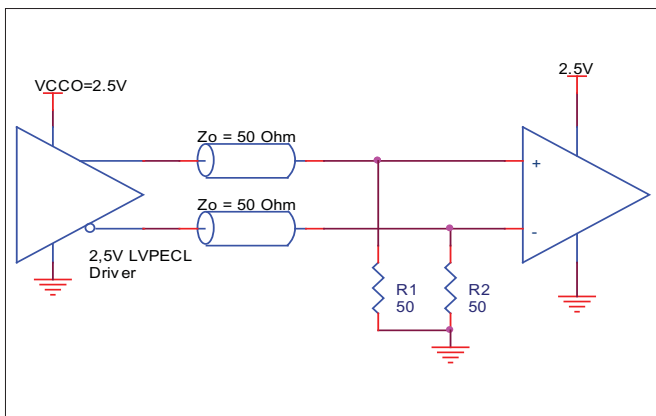 VCCO=2.5V
2.5V
Zo = 50 Ohm
+
Zo = 50 Ohm
-
2,5V LVPECL
Driver
R1
50
R2
50